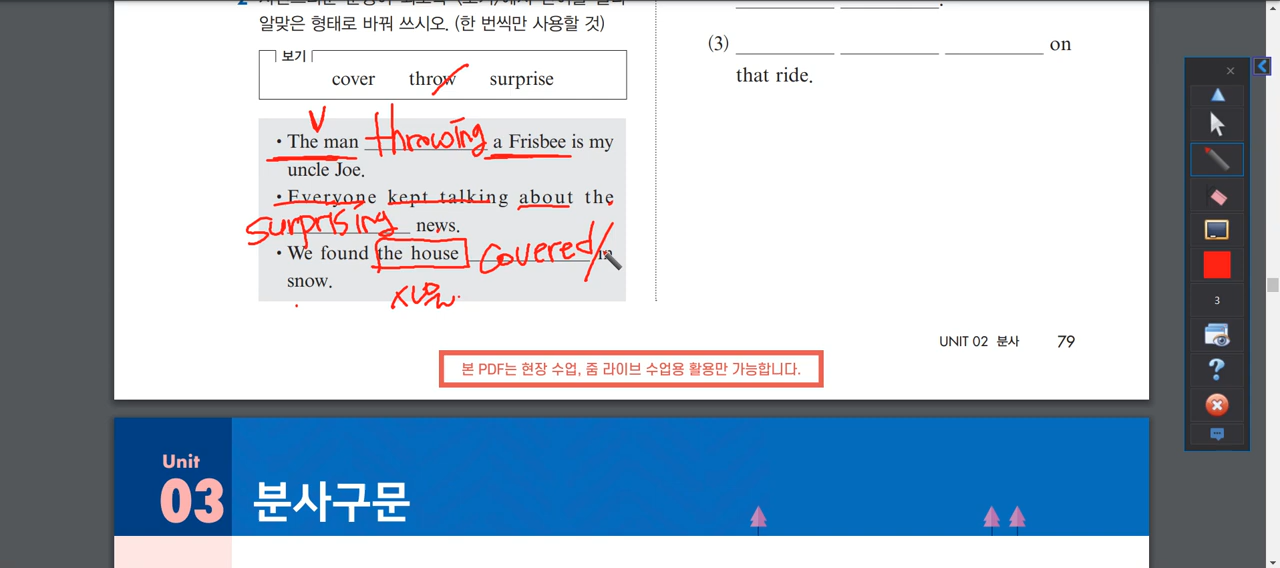 알맞은 형태로 바꿔 쓰시오. (한 번씩만 사용할 것)
보기
cover throw surprise
V
• The man throwing a Frisbee is my
uncle Joe.
• Everyone kept talking about the
surprising news.
• We found the house covered / in
snow.
(3) on
that ride.
UNIT 02 분사 79
본 PDF는 현장 수업, 줌 라이브 수업용 활용만 가능합니다.
Unit
03 분사구문
3